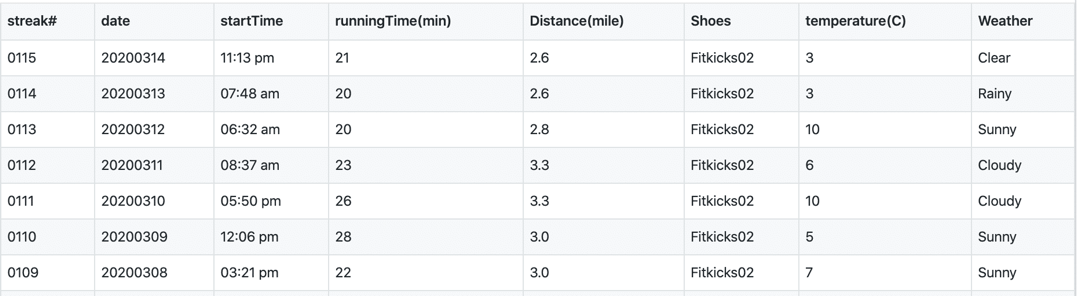 streak# date startTime runningTime(min) Distance(mile) Shoes temperature(C) Weather
0115 20200314 11:13 pm 21 2.6 Fitkicks02 3 Clear
0114 20200313 07:48 am 20 2.6 Fitkicks02 3 Rainy
0113 20200312 06:32 am 20 2.8 Fitkicks02 10 Sunny
0112 20200311 08:37 am 23 3.3 Fitkicks02 6 Cloudy
0111 20200310 05:50 pm 26 3.3 Fitkicks02 10 Cloudy
0110 20200309 12:06 pm 28 3.0 Fitkicks02 5 Sunny
0109 20200308 03:21 pm 22 3.0 Fitkicks02 7 Sunny